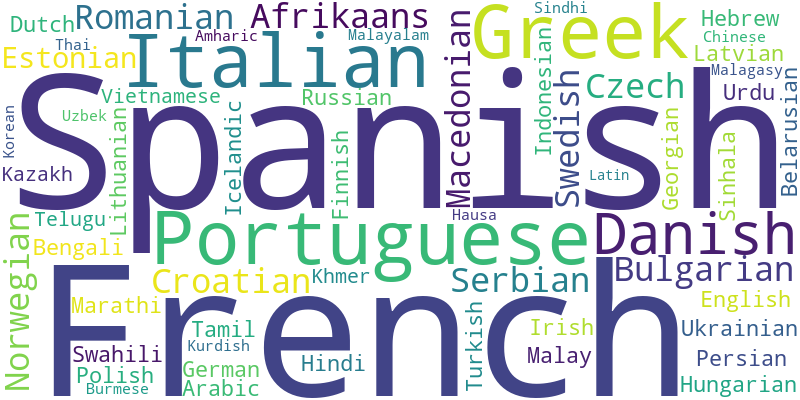 Dutch
Romanian
Afrikaans
Sindhi
Greek
Hebrew
Chinese
Estonian
Thai
Italian
Amharic
Malayalam
Macedonian
Indonesian
Swedish
Czech
Latvian
Malagasy
Urdu
Belarusian
Korean
Uzbek
Vietnamese
Russian
Spanish
Kazakh
Lithuanian
Icelandic
Finnish
Latin
Georgian
Sinhala
Norwegian
Telugu
Bengali
Portuguese
Hausa
Danish
Croatian
Khmer
Serbian
Bulgarian
French
Marathi
Tamil
Kurdish
Swahili
Polish
Burmese
German
Arabic
Hindi
Turkish
Irish
Malay
English
Ukrainian
Persian
Hungarian